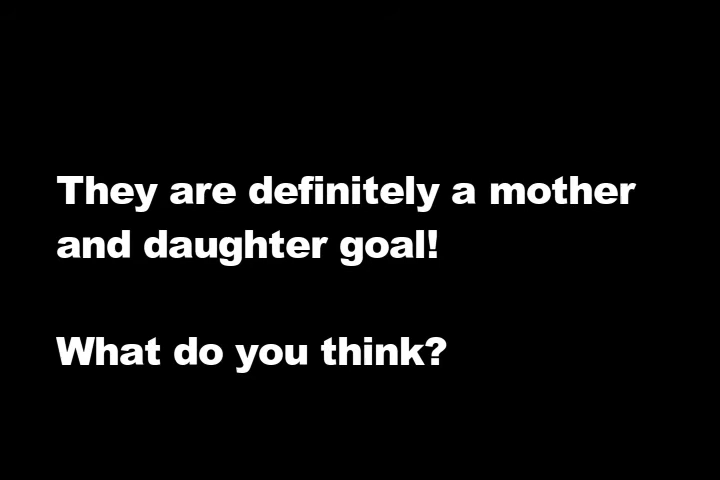 They are definitely a mother
and daughter goal!
What do you think?